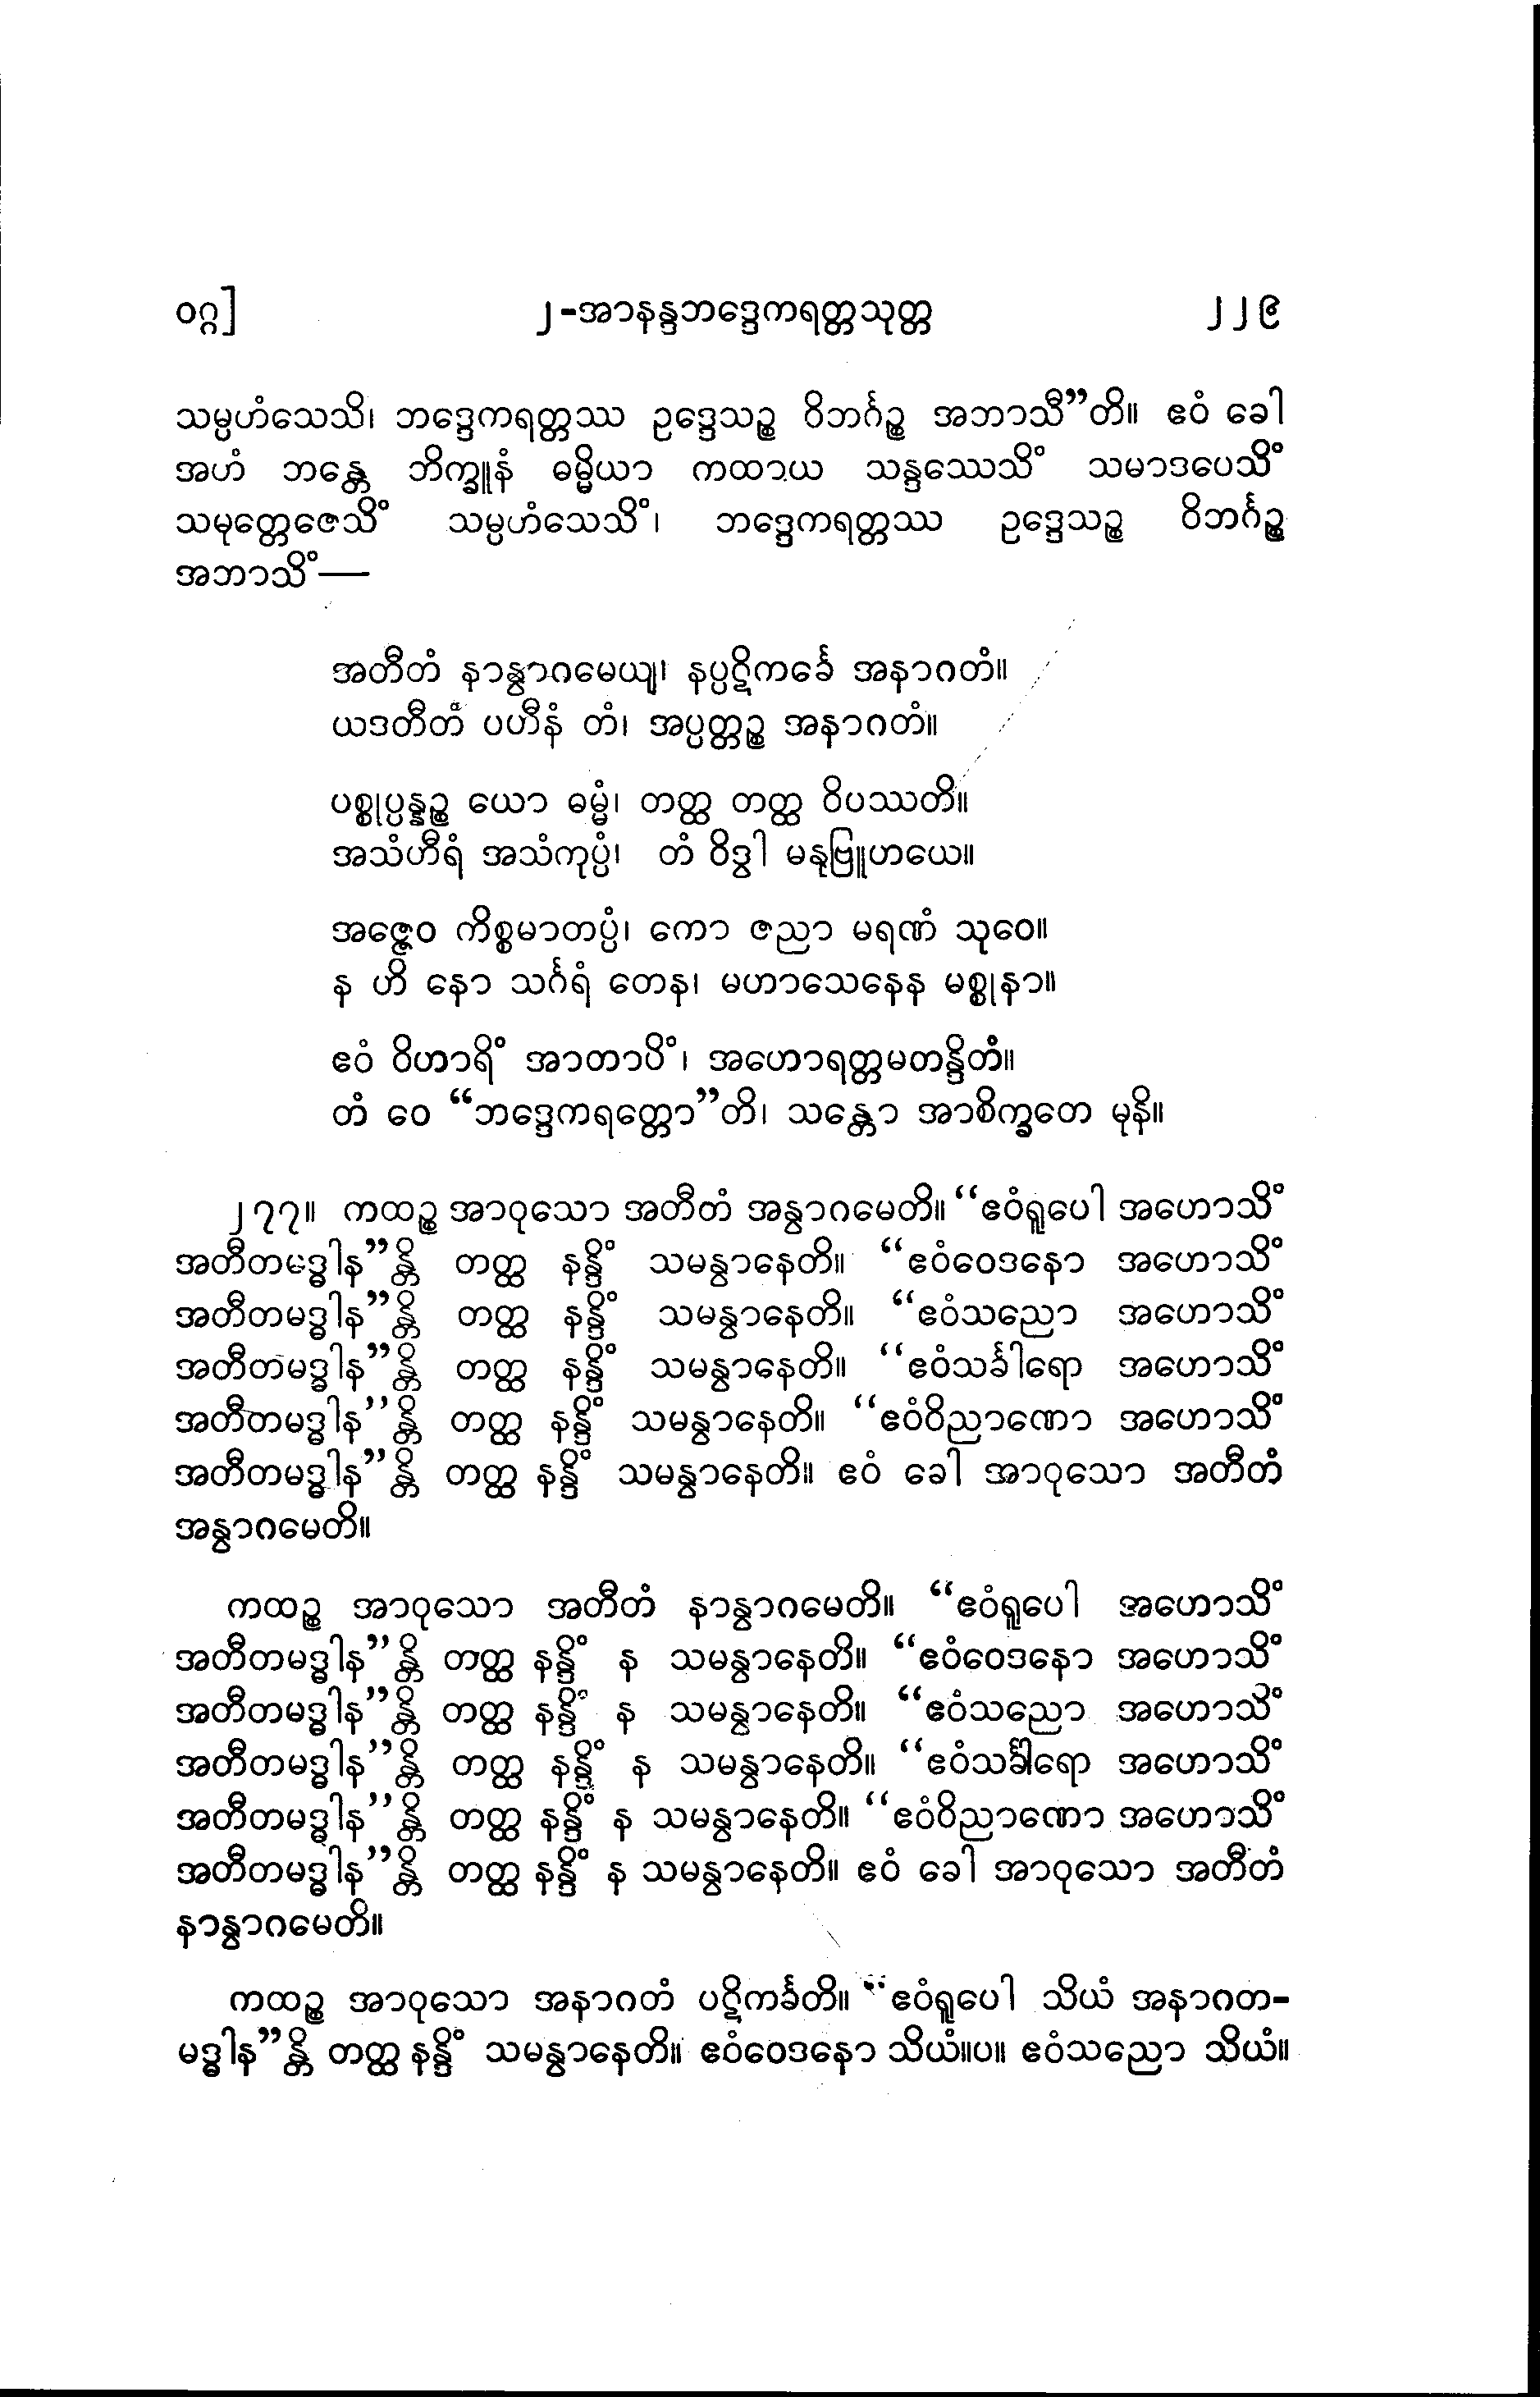 ဝဂ္ဂ]
၂-အာနန္ဒဘဒ္ဒေကရတ္တသုတ္တ
၂၂၉
သမ္ပဟံသေသိ၊ ဘဒ္ဒေကရတ္တဿ ဥဒ္ဒေသဉ္စ ဝိဘင်္ဂဉ္စ အဘာသီ”တိ။ ဧဝံ ခေါ
အဟံ ဘန္တေ ဘိက္ခူနံ ဓမ္မိယာ ကထာယ သန္ဒဿေသိံ သမာဒပေသိံ
သမုတ္တေဇေသိံ သမ္ပဟံသေသိံ၊ ဘဒ္ဒေကရတ္တဿ ဥဒ္ဒေသဉ္စ ဝိဘင်္ဂဉ္စ
အဘာသိံ—
အတီတံ နာန္ွာဂမေယျ၊ နပ္ပဋိကင်္ခေ အနာဂတံ။
ယဒတီတံ ပဟီနံ တံ၊ အပ္ပတ္တဉ္စ အနာဂတံ။
ပစ္စုပ္ပန္နဉ္စ ယော ဓမ္မံ၊ တတ္ထ တတ္ထ ဝိပဿတိ။
အသံဟီရံ အသံကုပ္ပံ၊ တံ ဝိဒွါ မနုဗြူဟယေ။
အဇ္ဇေဝ ကိစ္စမာတပ္ပံ၊ ကော ဇညာ မရဏံ သုဝေ။
န ဟိ နော သင်္ဂရံ တေန၊ မဟာသေနေန မစ္စုနာ။
ဧဝံ ဝိဟာရိံ အာတာပိံ၊ အဟောရတ္တမတန္ဒိတံ။
တံ ဝေ “ဘဒ္ဒေကရတ္တော”တိ၊ သန္တော အာစိက္ခတေ မုနိ။
၂၇၇။ ကထဉ္စ အာဝုသော အတီတံ အနွာဂမေတိ။ “ဧဝံရူပေါ အဟောသိံ
အတီတမဒ္ဓါန”န္တိ တတ္ထ နန္ဒိံ သမနွာနေတိ။ “ဧဝံဝေဒနော အဟောသိံ
အတီတမဒ္ဓါန”န္တိ တတ္ထ နန္ဒိံ သမနွာနေတိ။ “ဧဝံသညော အဟောသိံ
အတီတမဒ္ဓါန”န္တိ တတ္ထ နန္ဒိံ သမနွာနေတိ။ “ဧဝံသင်္ခါရော အဟောသိံ
အတီတမဒ္ဓါန”န္တိ တတ္ထ နန္ဒိံ သမနွာနေတိ။ “ဧဝံဝိညာဏော အဟောသိံ
အတီတမဒ္ဓါန”န္တိ တတ္ထ နန္ဒိံ သမနွာနေတိ။ ဧဝံ ခေါ အာဝုသော အတီတံ
အနွာဂမေတိ။
ကထဉ္စ အာဝုသော အတီတံ နာနွာဂမေတိ။ “ဧဝံရူပေါ အဟောသိံ
အတီတမဒ္ဓါန”န္တိ တတ္ထ နန္ဒိံ န သမနွာနေတိ။ “ဧဝံဝေဒနော အဟောသိံ
အတီတမဒ္ဓါန”န္တိ တတ္ထ နန္ဒိံ န သမနွာနေတိ။ “ဧဝံသညော အဟောသိံ
အတီတမဒ္ဓါန”န္တိ တတ္ထ နန္ဒိံ န သမနွာနေတိ။ “ဧဝံသင်္ခါရော အဟောသိံ
အတီတမဒ္ဓါန”န္တိ တတ္ထ နန္ဒိံ န သမနွာနေတိ။ “ဧဝံဝိညာဏော အဟောသိံ
အတီတမဒ္ဓါန”န္တိ တတ္ထ နန္ဒိံ န သမနွာနေတိ။ ဧဝံ ခေါ အာဝုသော အတီတံ
နာနွာဂမေတိ။
ကထဉ္စ အာဝုသော အနာဂတံ ပဋိကင်္ခတိ။ “ဧဝံရူပေါ သိယံ အနာဂတ-
မဒ္ဓါန”န္တိ တတ္ထ နန္ဒိံ သမနွာနေတိ။ ဧဝံဝေဒနော သိယံ။ပ။ ဧဝံသညော သိယံ။